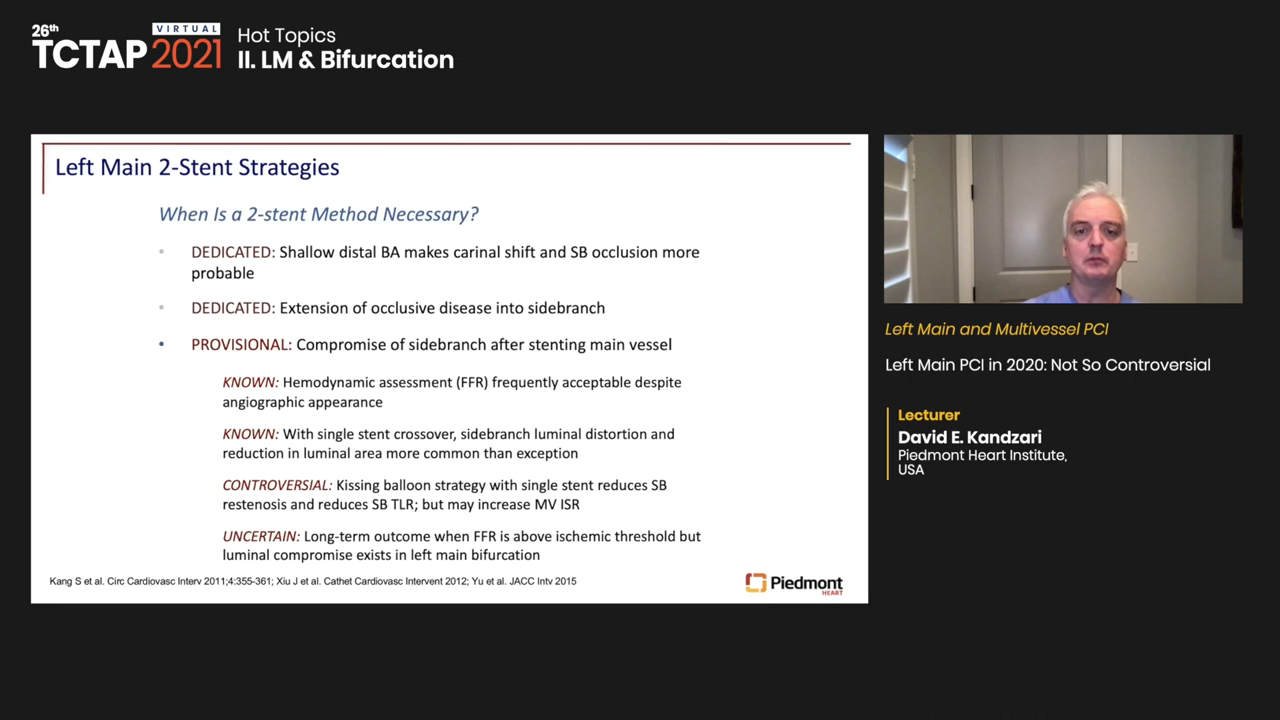 26th
VIRTUAL
TCTAP 2021
Hot Topics
II. LM & Bifurcation
Left Main 2-Stent Strategies
When Is a 2-stent Method Necessary?
• DEDICATED: Shallow distal BA makes carinal shift and SB occlusion more
probable
• DEDICATED: Extension of occlusive disease into sidebranch
• PROVISIONAL: Compromise of sidebranch after stenting main vessel
KNOWN: Hemodynamic assessment (FFR) frequently acceptable despite
angiographic appearance
KNOWN: With single stent crossover, sidebranch luminal distortion and
reduction in luminal area more common than exception
CONTROVERSIAL: Kissing balloon strategy with single stent reduces SB
restenosis and reduces SB TLR; but may increase MV ISR
UNCERTAIN: Long-term outcome when FFR is above ischemic threshold but
luminal compromise exists in left main bifurcation
Kang S et al. Circ Cardiovasc Interv 2011;4:355-361; Xiu J et al. Cathet Cardiovasc Intervent 2012; Yu et al. JACC Intv 2015
Piedmont
HEART
Left Main and Multivessel PCI
Left Main PCI in 2020: Not So Controversial
Lecturer
David E. Kandzari
Piedmont Heart Institute,
USA